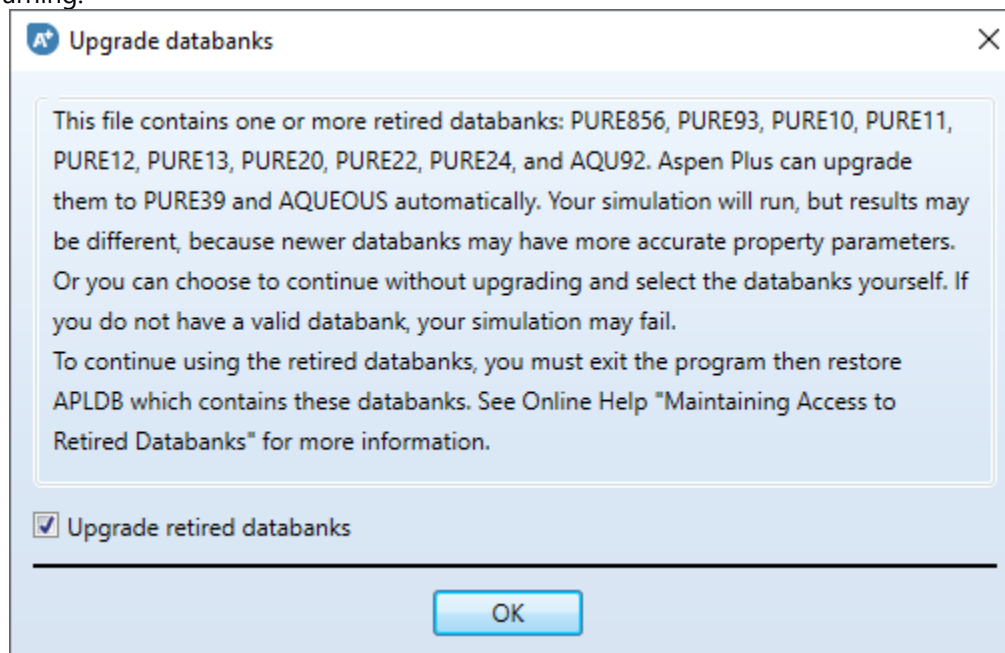 Upgrade databanks
This file contains one or more retired databanks: PURE856, PURE93, PURE10, PURE11,
PURE12, PURE13, PURE20, PURE22, PURE24, and AQU92. Aspen Plus can upgrade
them to PURE39 and AQUEOUS automatically. Your simulation will run, but results may
be different, because newer databanks may have more accurate property parameters.
Or you can choose to continue without upgrading and select the databanks yourself. If
you do not have a valid databank, your simulation may fail.
To continue using the retired databanks, you must exit the program then restore
APLDB which contains these databanks. See Online Help "Maintaining Access to
Retired Databanks" for more information.
Upgrade retired databanks
OK